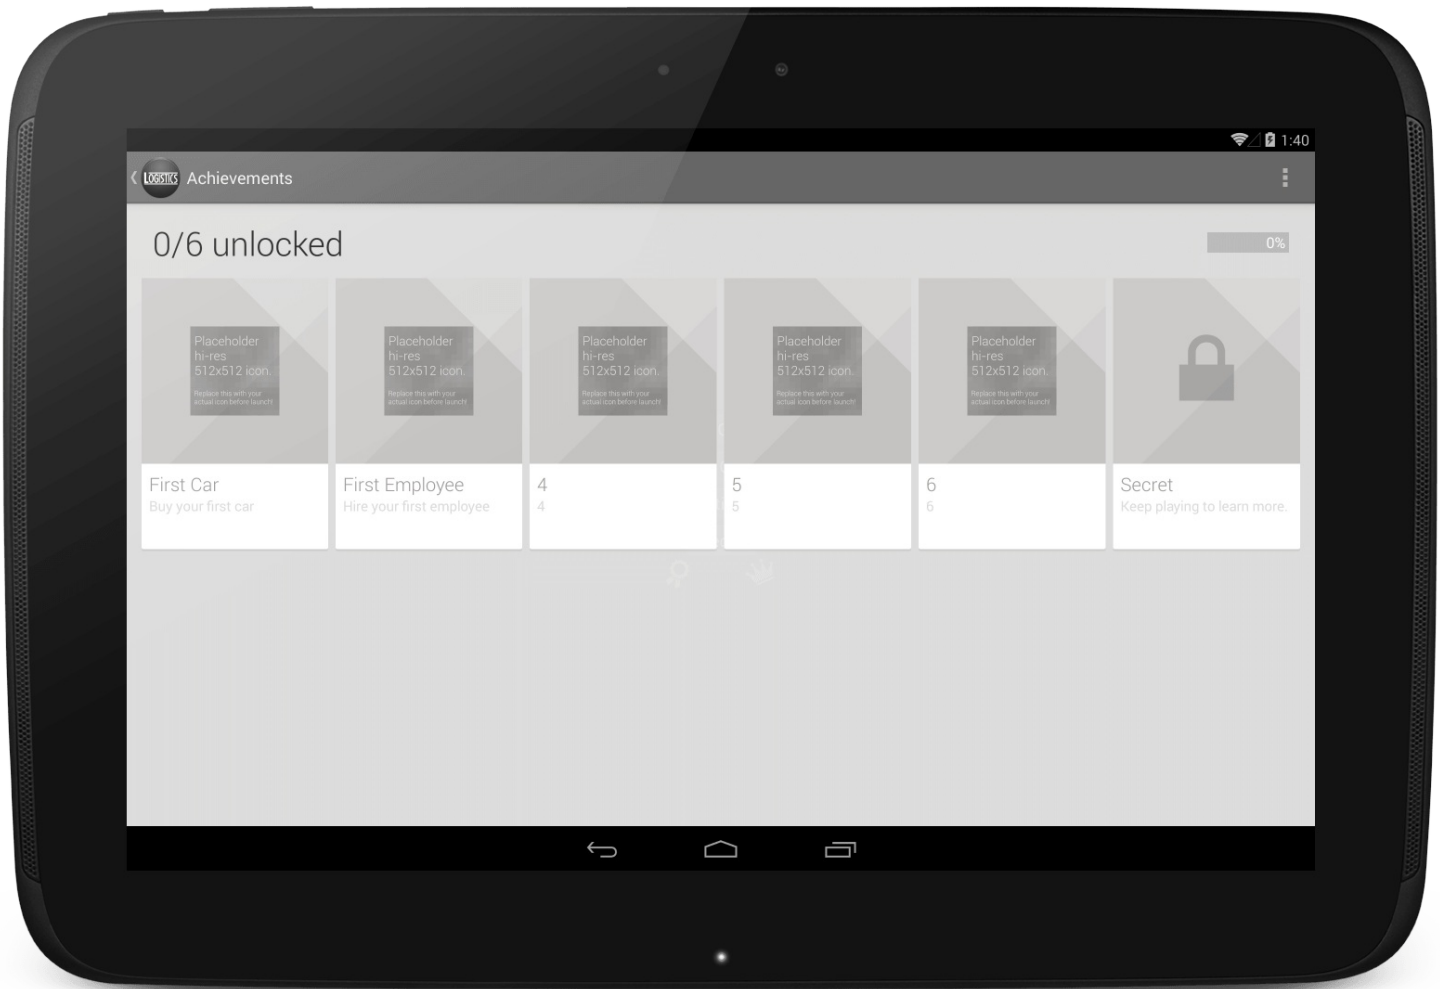 1:40
LOGISTICS
Achievements
0/6 unlocked
0%
Placeholder
hi-res
512x512 icon.
Replace this with your
actual icon before launch!
Placeholder
hi-res
512x512 icon.
Replace this with your
actual icon before launch!
Placeholder
hi-res
512x512 icon.
Replace this with your
actual icon before launch!
Placeholder
hi-res
512x512 icon.
Replace this with your
actual icon before launch!
Placeholder
hi-res
512x512 icon.
Replace this with your
actual icon before launch!
First Car
Buy your first car
First Employee
Hire your first employee
4
4
5
5
6
6
Secret
Keep playing to learn more.